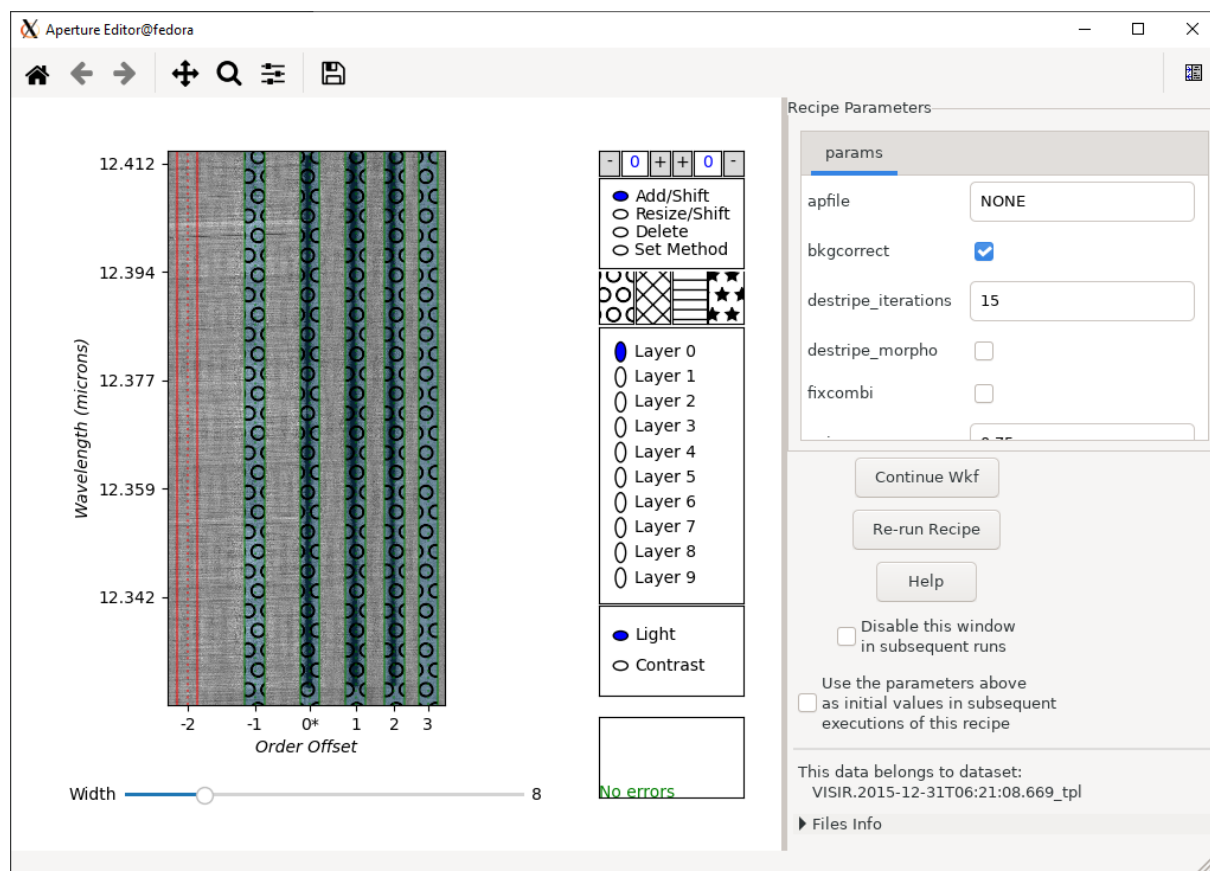 Aperture Editor@fedora
Recipe Parameters
12.412
12.394
12.377
12.359
12.342
Wavelength (microns)
-2 -1 0* 1 2 3
Order Offset
Width 8
- 0 + + 0 -
Add/Shift
Resize/Shift
Delete
Set Method
Layer 0
Layer 1
Layer 2
Layer 3
Layer 4
Layer 5
Layer 6
Layer 7
Layer 8
Layer 9
Light
Contrast
No errors
params
apfile NONE
bkgcorrect
destripe_iterations 15
destripe_morpho
fixcombi
Continue Wkf
Re-run Recipe
Help
Disable this window
in subsequent runs
Use the parameters above
as initial values in subsequent
executions of this recipe
This data belongs to dataset:
VISIR.2015-12-31T06:21:08.669_tpl
Files Info